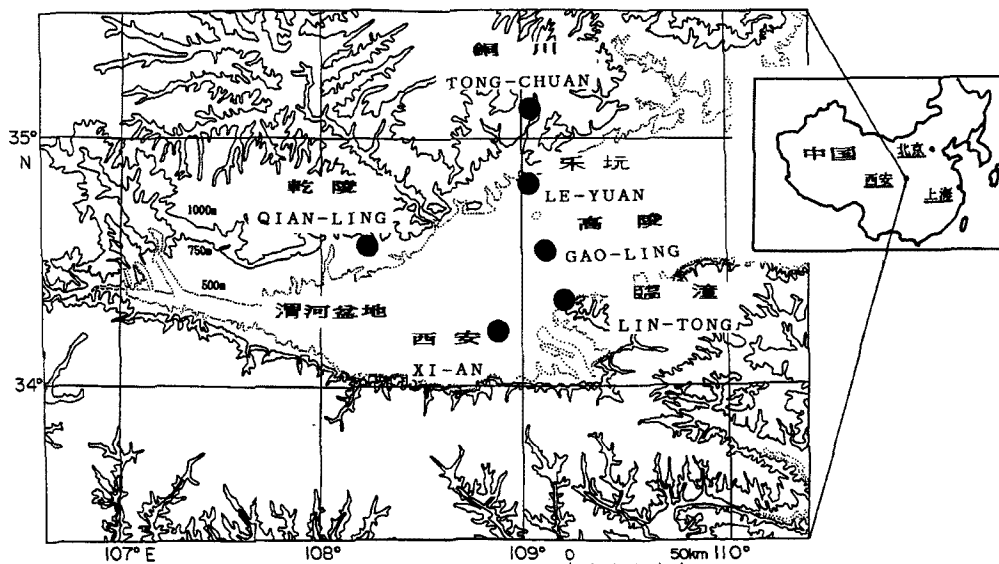 銅川
TONG-CHUAN
35°
N
乾陵
QIAN-LING
禾坃
LE-YUAN
高陵
GAO-LING
1000m
750m
500m
渭河盆地
臨潼
LIN-TONG
西安
XI-AN
34°
107°E
108°
109°
0
50km
110°
中国
北京
西安
上海